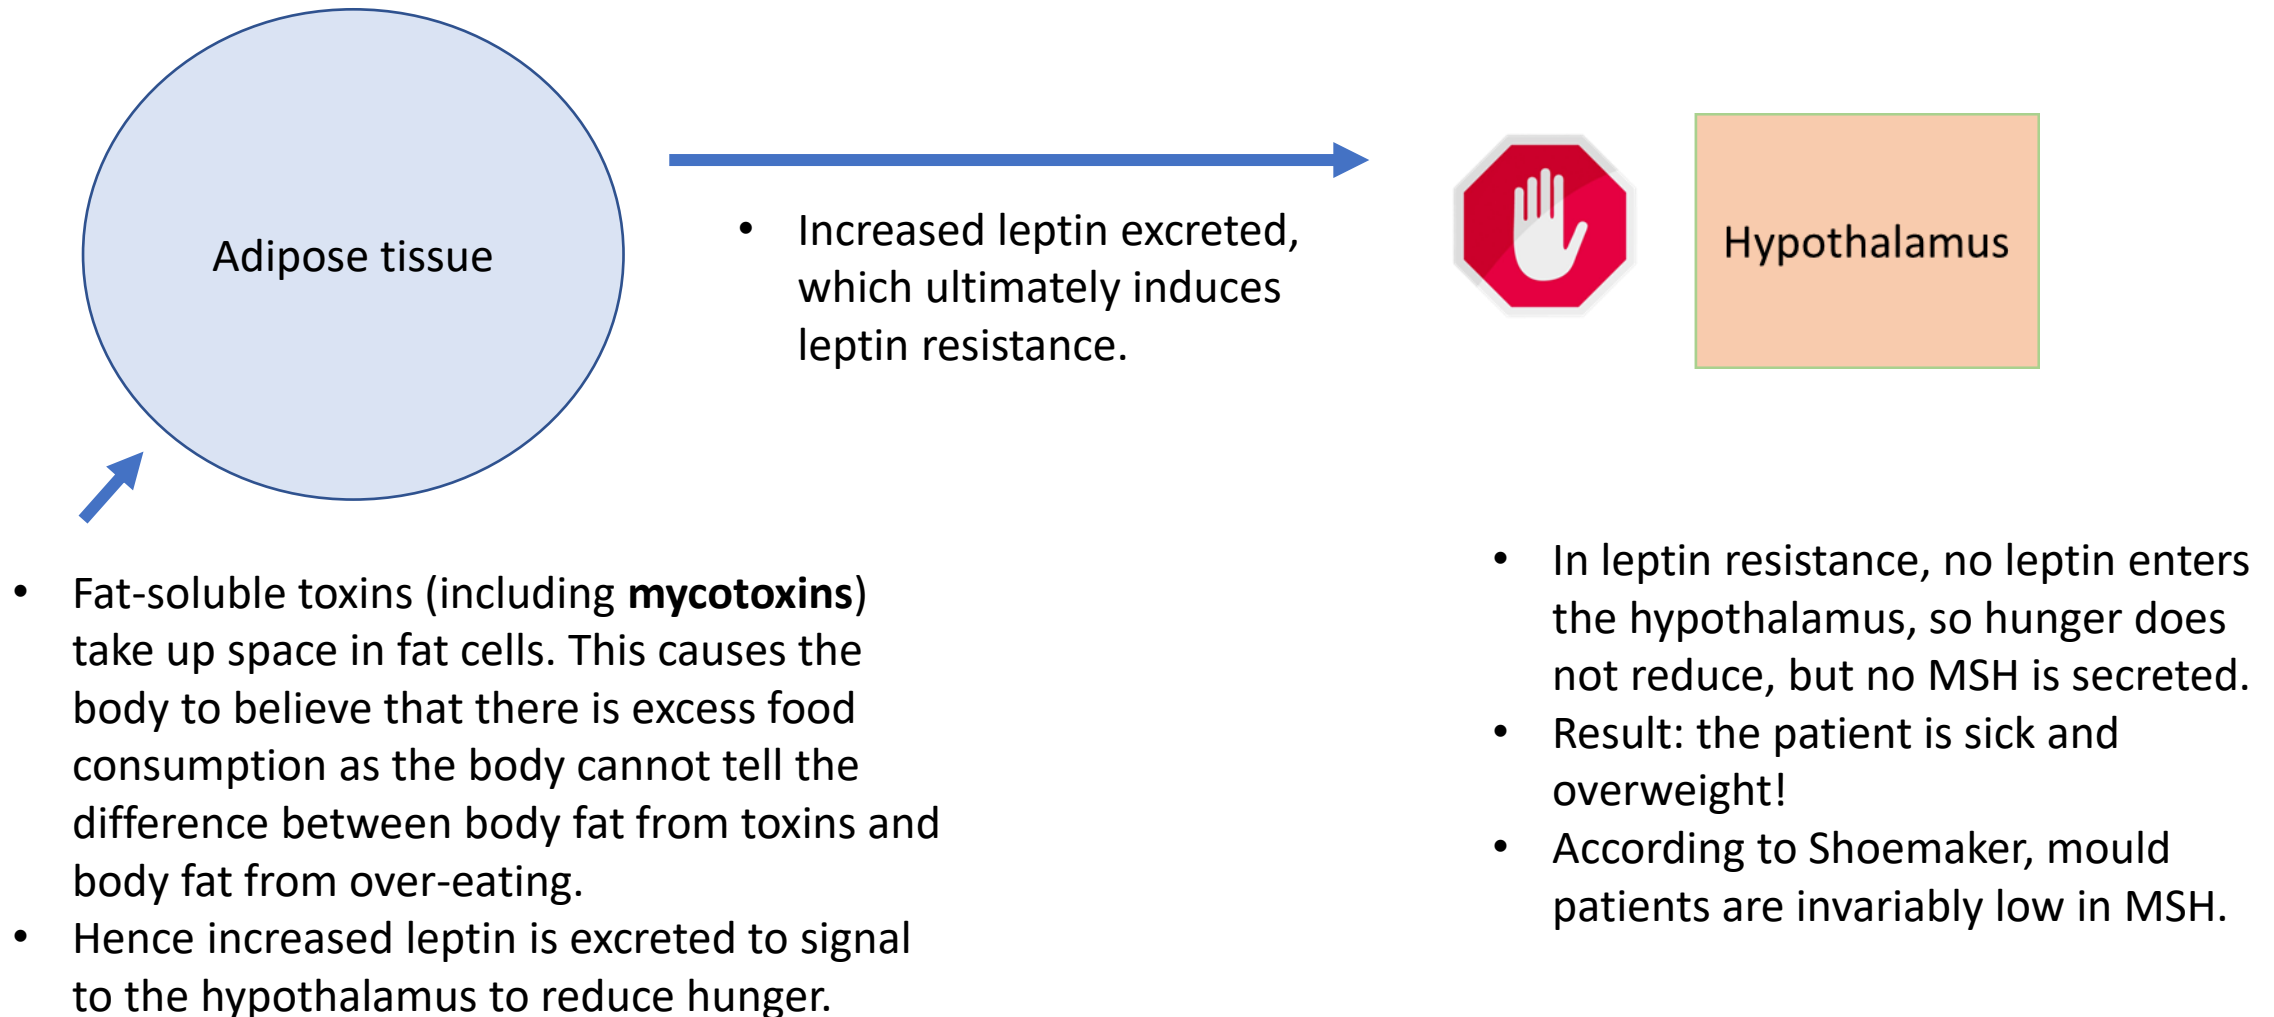 Adipose tissue
• Increased leptin excreted,
which ultimately induces
leptin resistance.
Hypothalamus
• Fat-soluble toxins (including mycotoxins)
take up space in fat cells. This causes the
body to believe that there is excess food
consumption as the body cannot tell the
difference between body fat from toxins and
body fat from over-eating.
• Hence increased leptin is excreted to signal
to the hypothalamus to reduce hunger.
• In leptin resistance, no leptin enters
the hypothalamus, so hunger does
not reduce, but no MSH is secreted.
• Result: the patient is sick and
overweight!
• According to Shoemaker, mould
patients are invariably low in MSH.